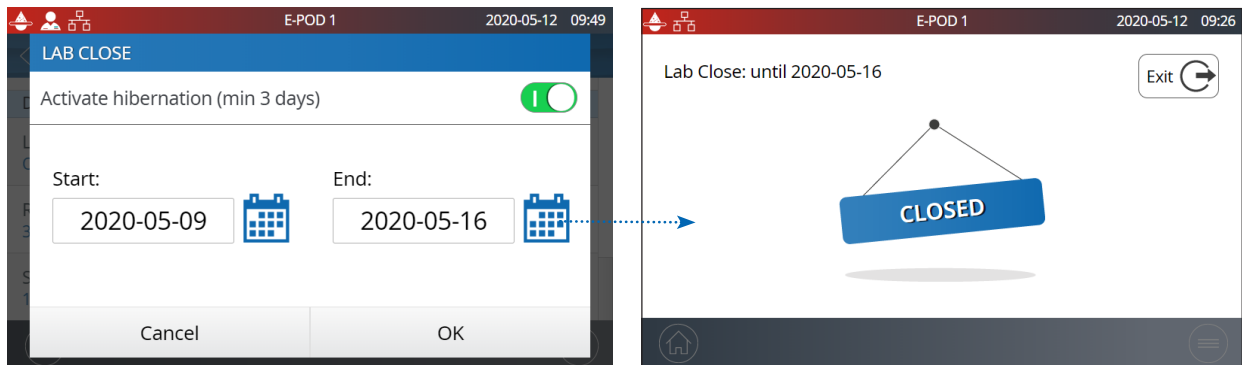 E-POD 1 2020-05-12 09:49
LAB CLOSE
Activate hibernation (min 3 days)
Start: End:
2020-05-09 2020-05-16
Cancel OK
E-POD 1 2020-05-12 09:26
Lab Close: until 2020-05-16
Exit
CLOSED